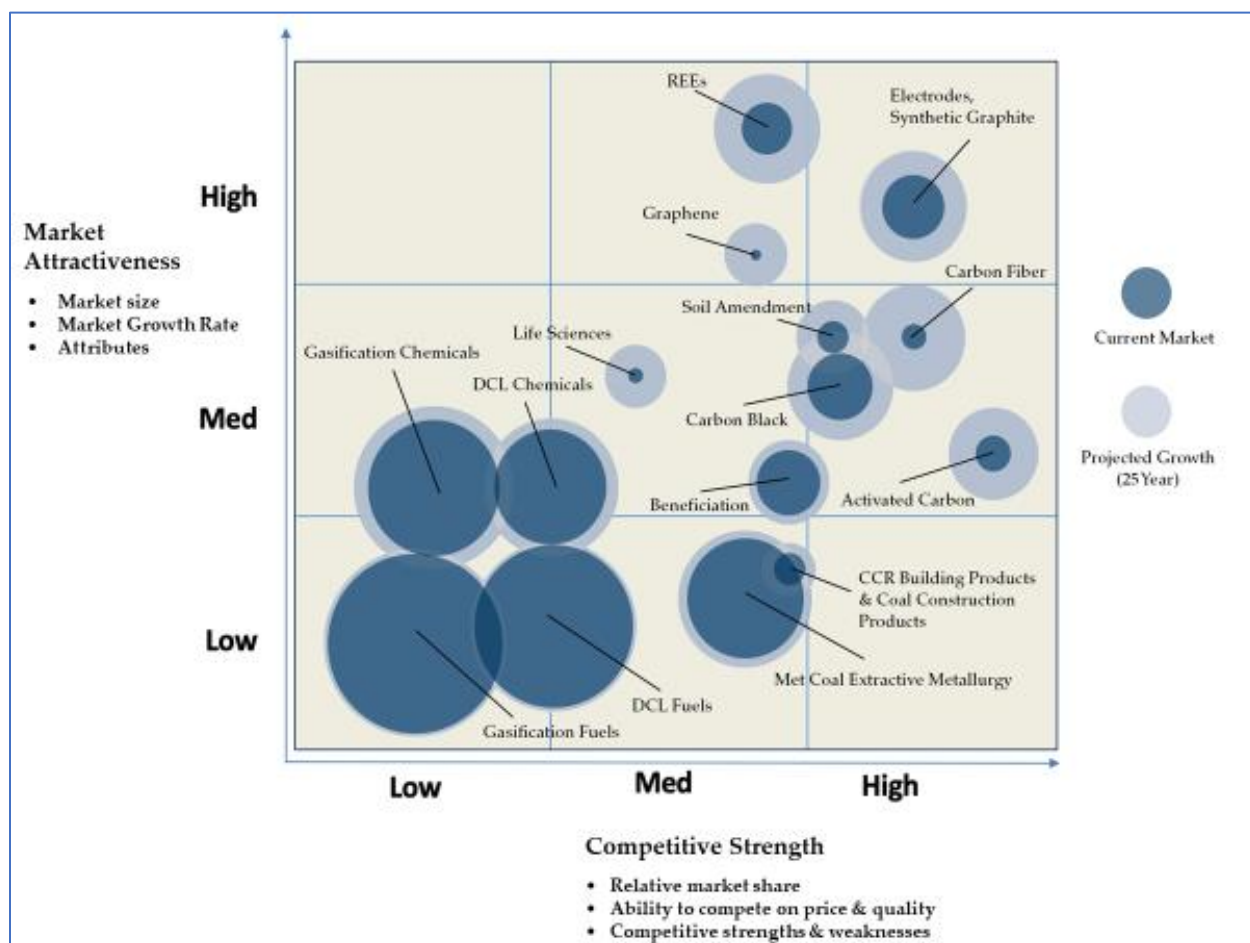 REEs
Electrodes,
Synthetic Graphite
High
Market
Attractiveness
• Market size
• Market Growth Rate
• Attributes
Graphene
Carbon Fiber
Soil Amendment
Life Sciences
Gasification Chemicals
DCL Chemicals
Current Market
Med
Carbon Black
Projected Growth
(25 Year)
Beneficiation
Activated Carbon
CCR Building Products
& Coal Construction
Products
Low
Met Coal Extractive Metallurgy
DCL Fuels
Gasification Fuels
Low
Med
High
Competitive Strength
• Relative market share
• Ability to compete on price & quality
• Competitive strengths & weaknesses